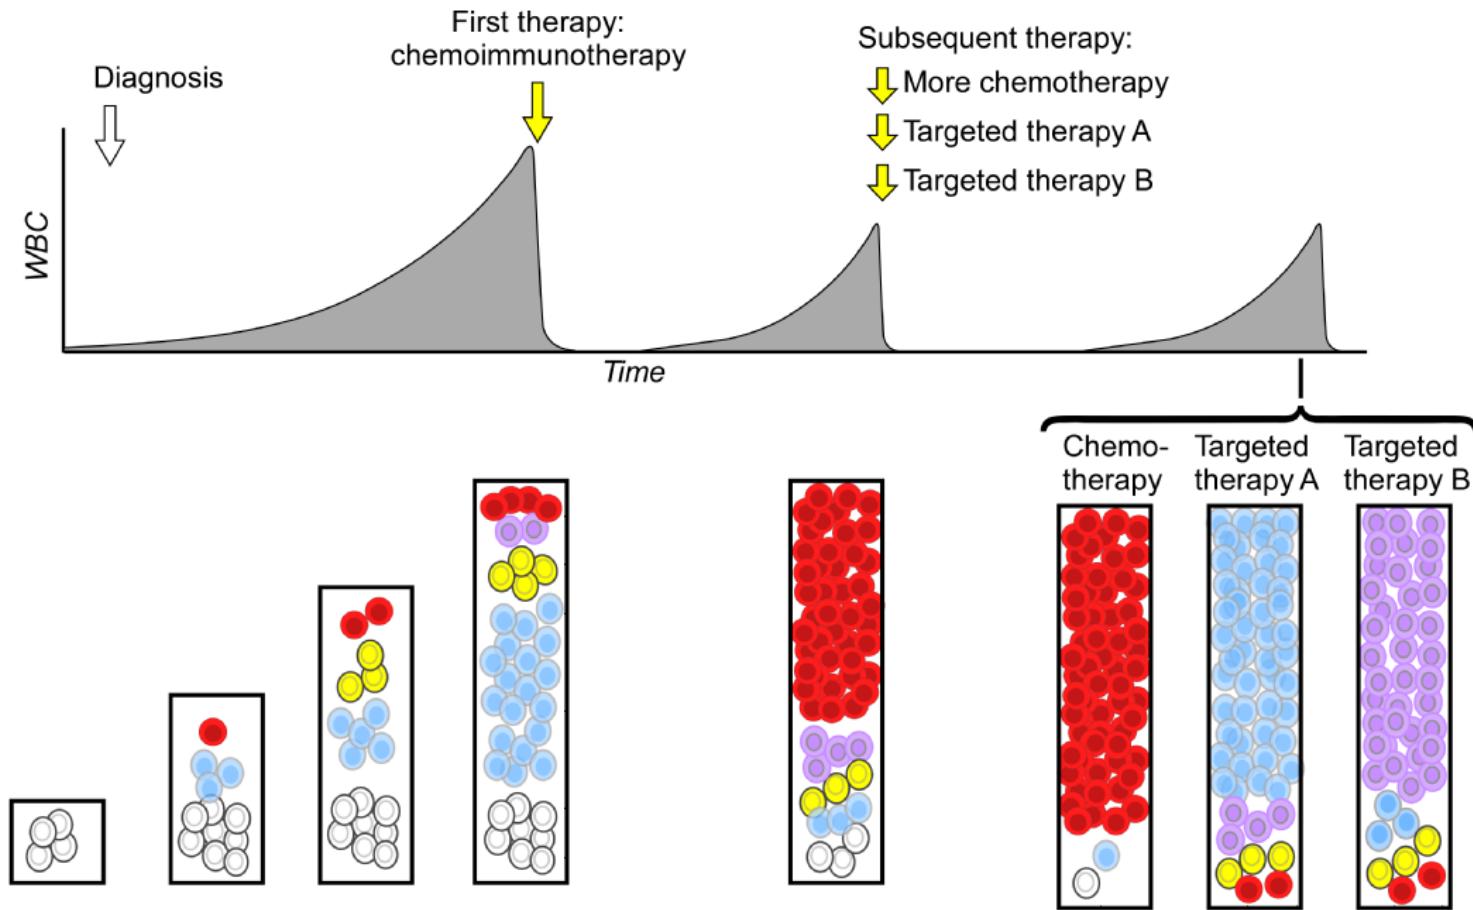 First therapy:
chemoimmunotherapy
Subsequent therapy:
Diagnosis
More chemotherapy
Targeted therapy A
Targeted therapy B
WBC
Time
Chemo-
therapy
Targeted
therapy A
Targeted
therapy B